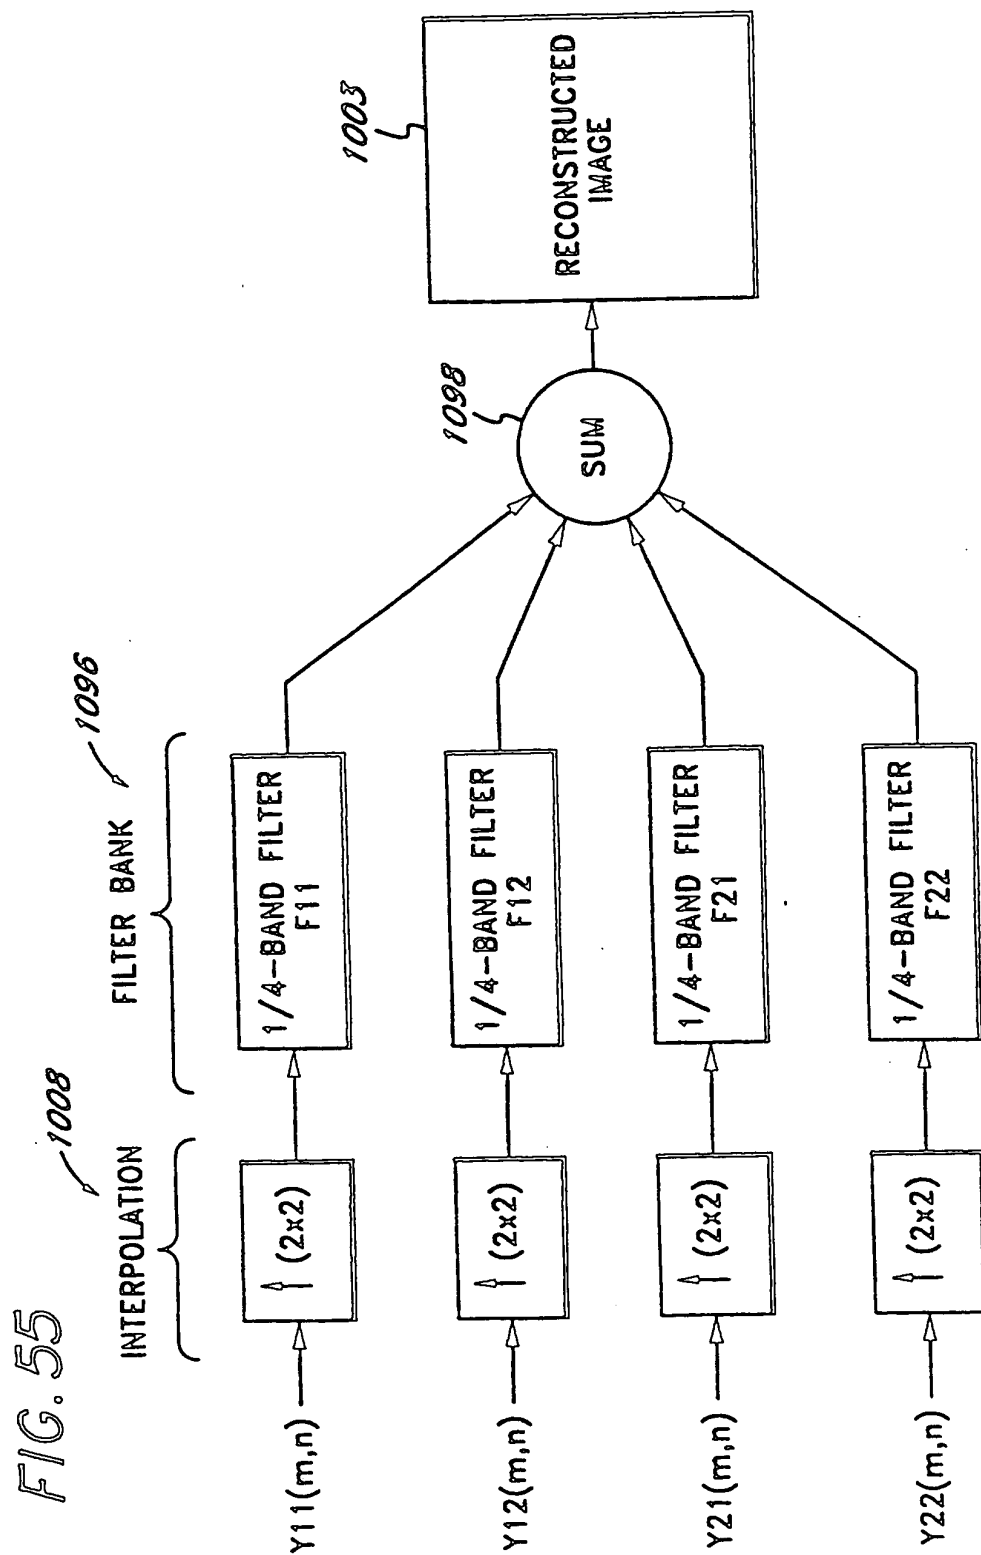 FIG. 55
INTERPOLATION
1008
FILTER BANK
1096
Y11(m,n)
(2x2)
1/4-BAND FILTER
F11
Y12(m,n)
(2x2)
1/4-BAND FILTER
F12
Y21(m,n)
(2x2)
1/4-BAND FILTER
F21
Y22(m,n)
(2x2)
1/4-BAND FILTER
F22
SUM
1098
RECONSTRUCTED
IMAGE
1003